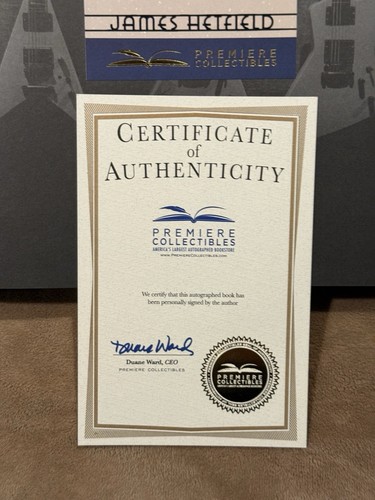 JAMES HETFIELD
PREMIERE
COLLECTIBLES
CERTIFICATE
of
AUTHENTICITY
PREMIERE
COLLECTIBLES
AMERICA'S LARGEST AUTOGRAPHED BOOKSTORE
www.PremiereCollectibles.com
We certify that this autographed book has
been personally signed by the author
Duane Ward
Duane Ward, CEO
PREMIERE COLLECTIBLES
PREMIERE
COLLECTIBLES